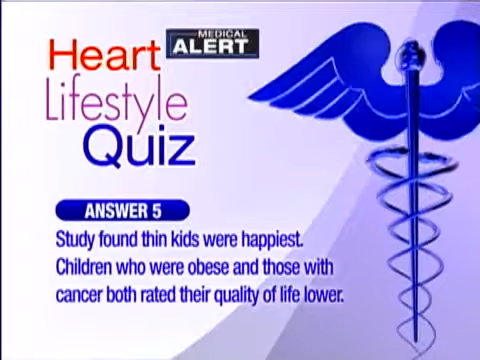 Heart
MEDICAL
ALERT
Lifestyle
Quiz
ANSWER 5
Study found thin kids were happiest.
Children who were obese and those with
cancer both rated their quality of life lower.